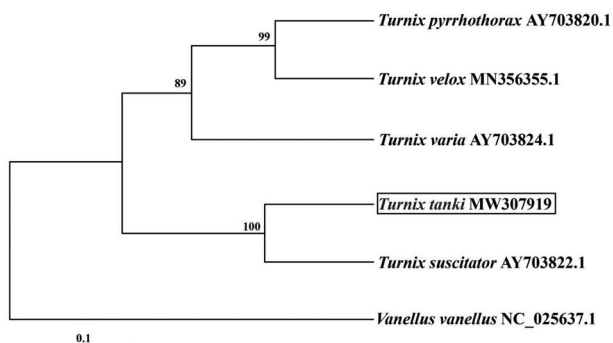 Turnix pyrrhothorax AY703820.1
99
Turnix velox MN356355.1
89
Turnix varia AY703824.1
Turnix tanki MW307919
100
Turnix suscitator AY703822.1
Vanellus vanellus NC_025637.1
0.1